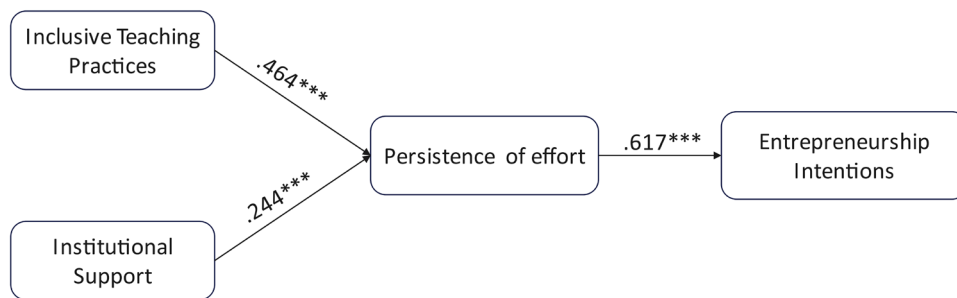 Inclusive Teaching
Practices
.464***
Persistence of effort
.617***
Entrepreneurship
Intentions
.244***
Institutional
Support